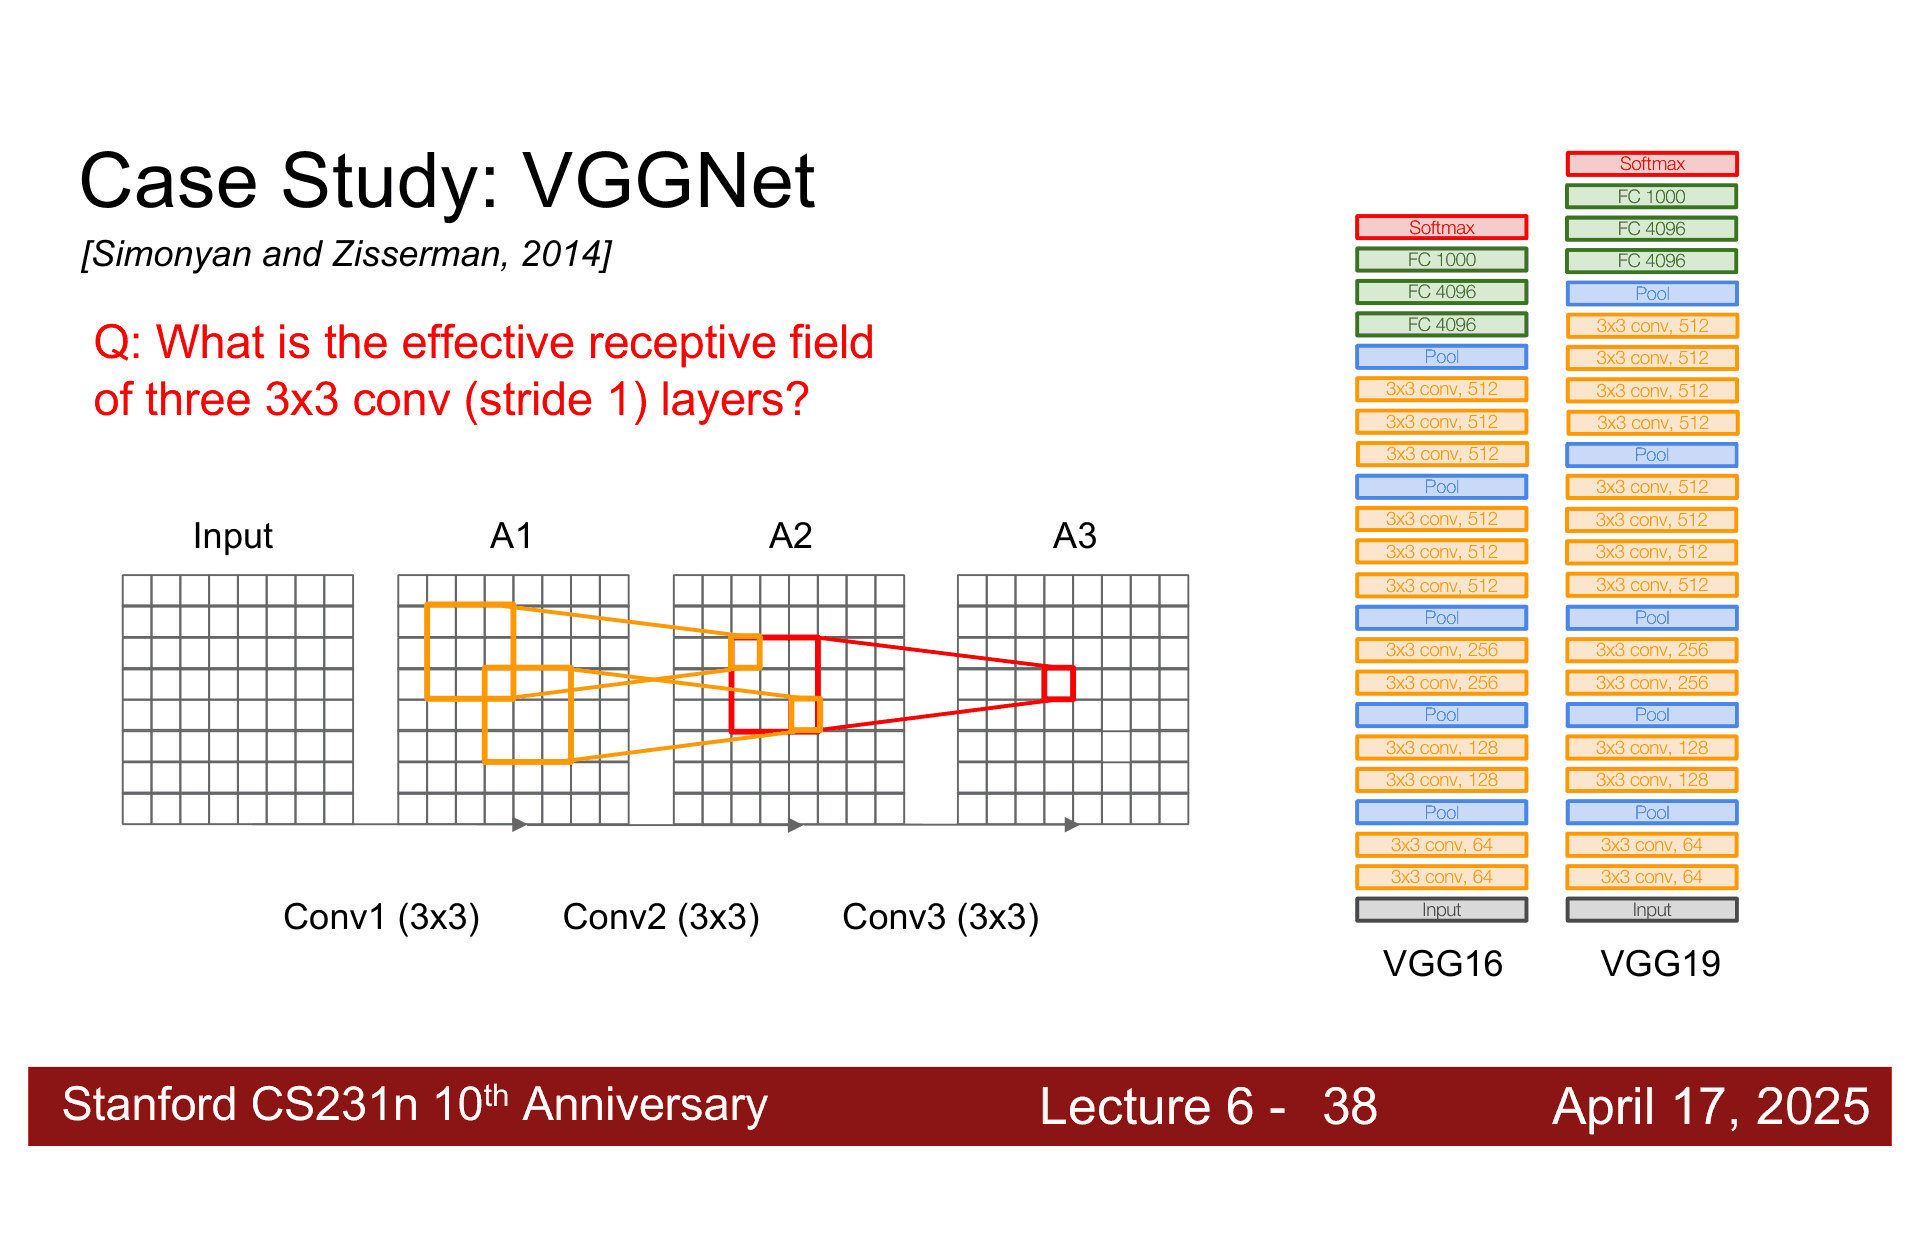 Case Study: VGGNet
[Simonyan and Zisserman, 2014]
Q: What is the effective receptive field
of three 3x3 conv (stride 1) layers?
Input
A1
A2
A3
Conv1 (3x3)
Conv2 (3x3)
Conv3 (3x3)
Softmax
FC 1000
FC 4096
FC 4096
Pool
3x3 conv, 512
3x3 conv, 512
3x3 conv, 512
Pool
3x3 conv, 512
3x3 conv, 512
3x3 conv, 512
Pool
3x3 conv, 256
3x3 conv, 256
Pool
3x3 conv, 128
3x3 conv, 128
Pool
3x3 conv, 64
3x3 conv, 64
Input
VGG16
Softmax
FC 1000
FC 4096
FC 4096
Pool
3x3 conv, 512
3x3 conv, 512
3x3 conv, 512
3x3 conv, 512
Pool
3x3 conv, 512
3x3 conv, 512
3x3 conv, 512
3x3 conv, 512
Pool
3x3 conv, 256
3x3 conv, 256
Pool
3x3 conv, 128
3x3 conv, 128
Pool
3x3 conv, 64
3x3 conv, 64
Input
VGG19
Stanford CS231n 10th Anniversary
Lecture 6 - 38
April 17, 2025